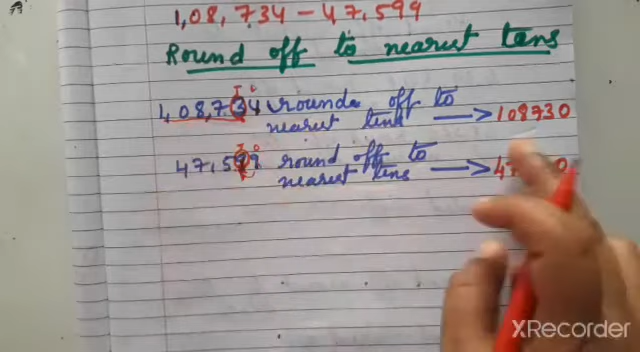 1,08,734 - 47,599
Round off to nearest tens
T O
1,08,734 rounds off to
nearest tens → 108730
T O
47,599 round off to
nearest tens →
XRecorder